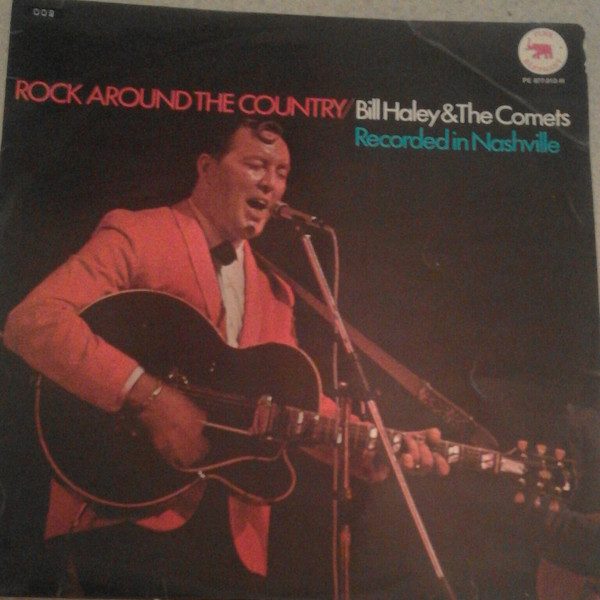 ROCK AROUND THE COUNTRY/Bill Haley&The Comets
Recorded in Nashville